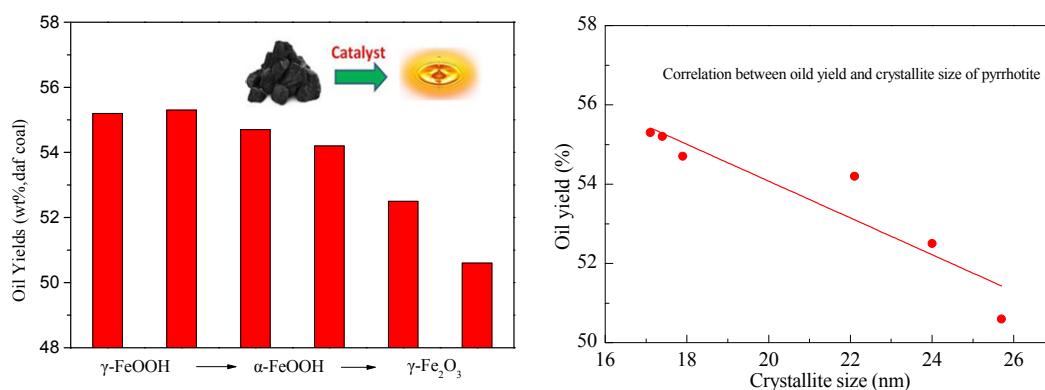 58
56
54
52
50
48
Oil Yields (wt%,daf coal)
Catalyst
γ-FeOOH → α-FeOOH → γ-Fe₂O₃
58
56
54
52
50
Oil yield (%)
Correlation between oild yield and crystallite size of pyrrhotite
16 18 20 22 24 26
Crystallite size (nm)